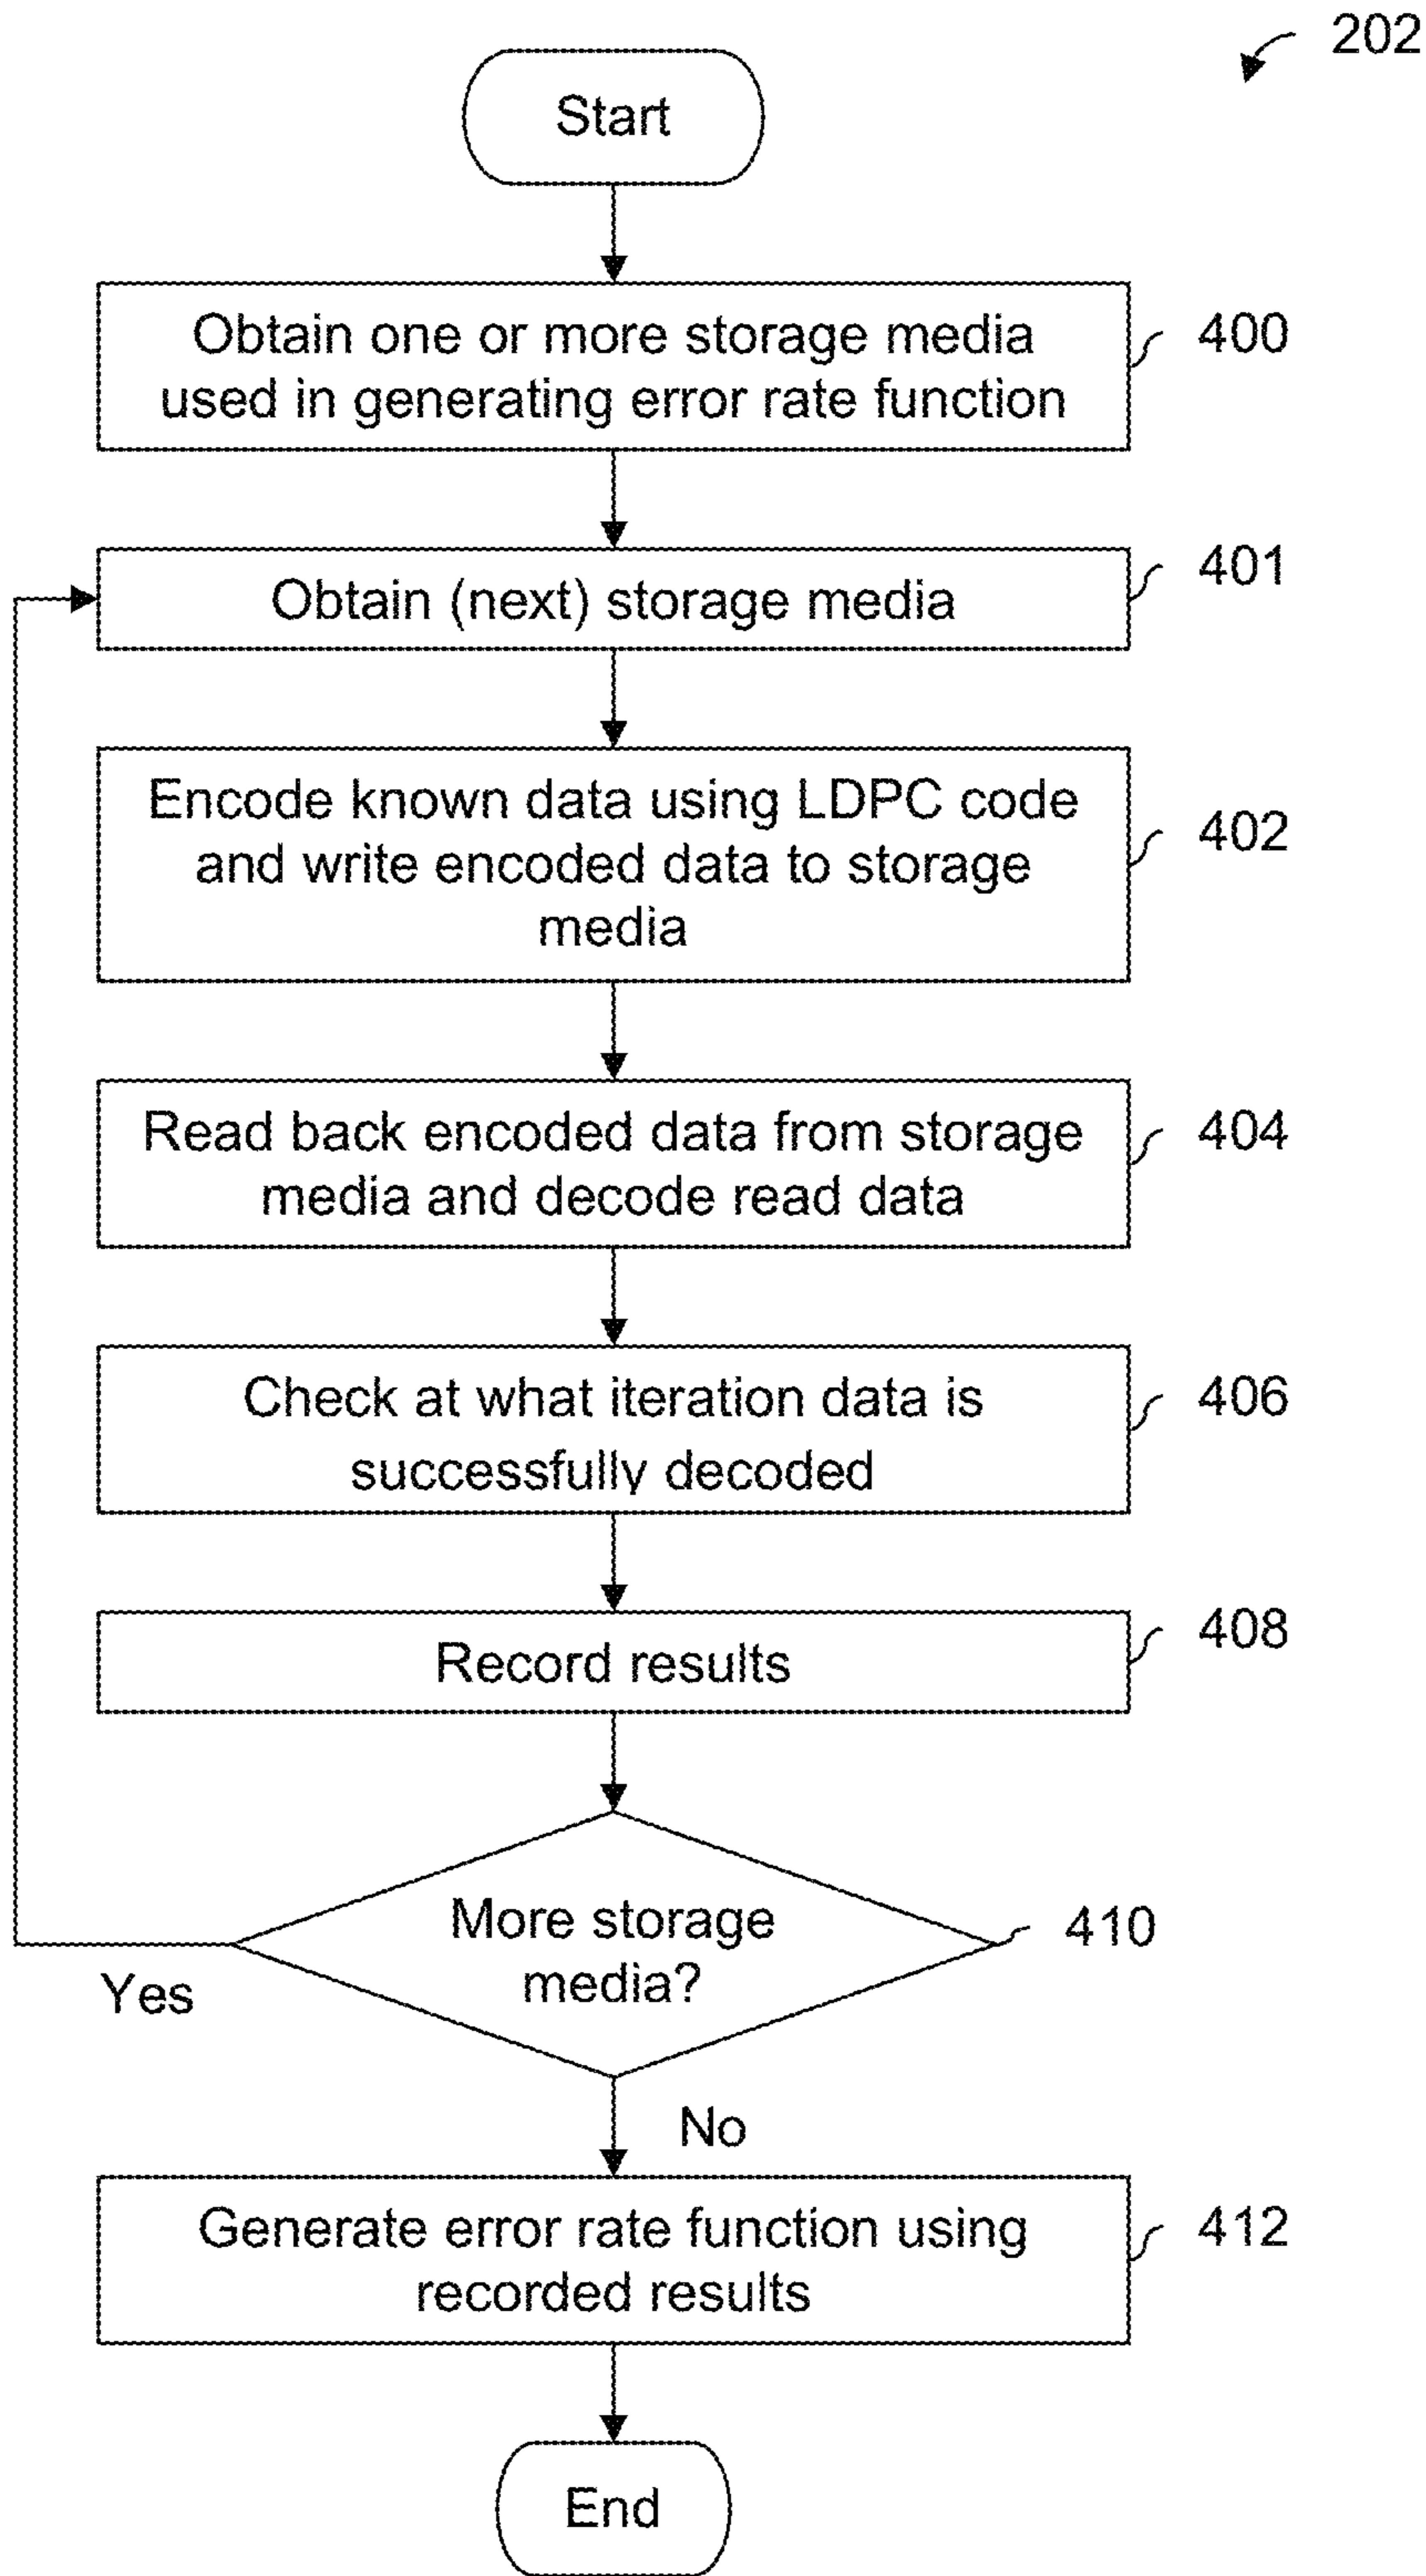 202
Start
Obtain one or more storage media
used in generating error rate function
400
Obtain (next) storage media
401
Encode known data using LDPC code
and write encoded data to storage
media
402
Read back encoded data from storage
media and decode read data
404
Check at what iteration data is
successfully decoded
406
Record results
408
More storage
media?
410
Yes
No
Generate error rate function using
recorded results
412
End